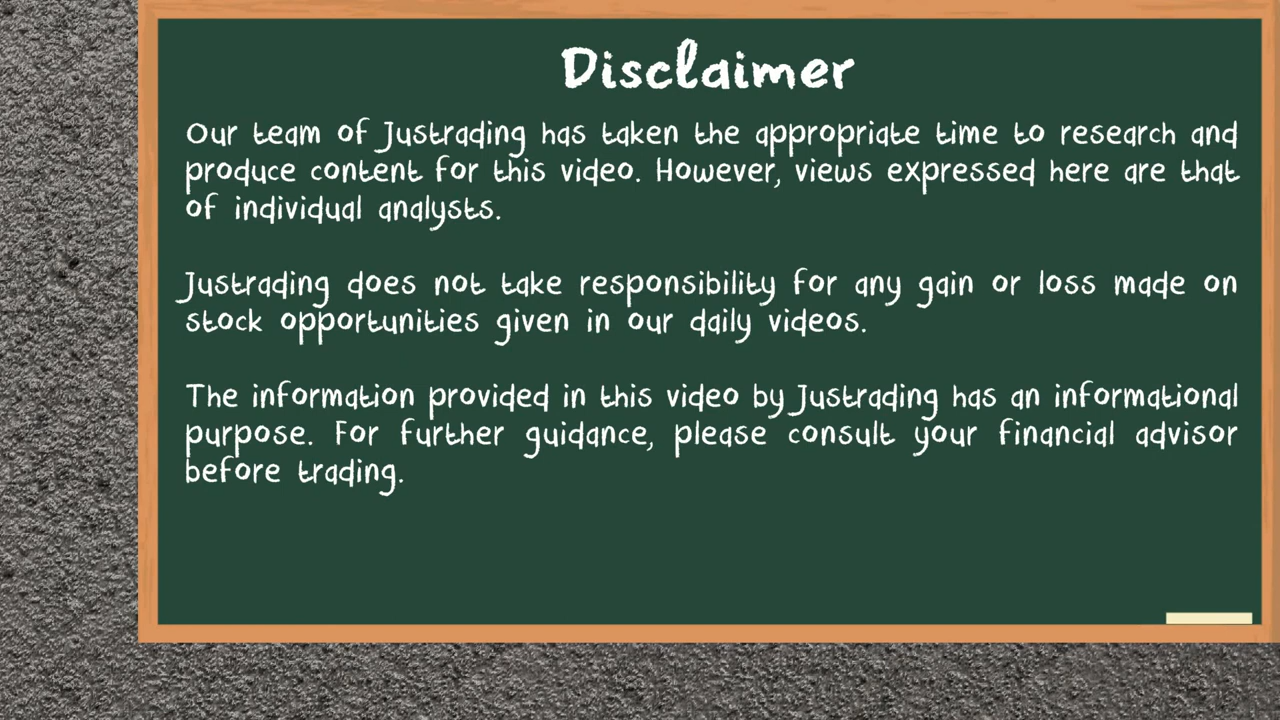 Disclaimer
Our team of Justrading has taken the appropriate time to research and
produce content for this video. However, views expressed here are that
of individual analysts.
Justrading does not take responsibility for any gain or loss made on
stock opportunities given in our daily videos.
The information provided in this video by Justrading has an informational
purpose. For further guidance, please consult your financial advisor
before trading.